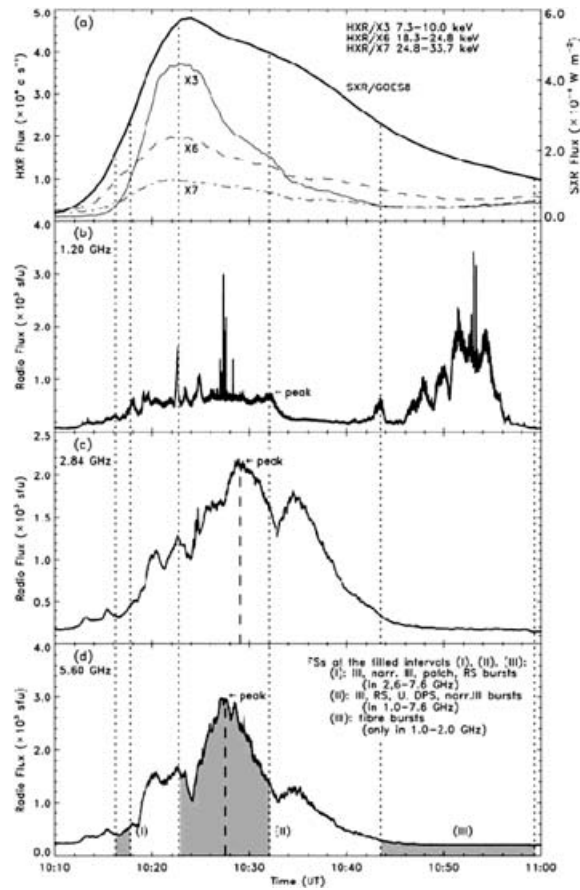 (a)
HXR/X3 7.3-10.0 keV
HXR/X6 18.3-24.8 keV
HXR/X7 24.8-33.7 keV
SXR/GOES8
X3
X6
X7
5.0
4.0
3.0
2.0
1.0
HXR Flux (×10⁴ c s⁻¹)
6.0
4.0
2.0
0.0
SXR Flux (×10⁻⁴ W m⁻²)
(b)
1.20 GHz
3.0
2.0
1.0
0.0
Radio Flux (×10³ sfu)
← peak
(c)
2.84 GHz
2.5
2.0
1.5
1.0
0.5
Radio Flux (×10³ sfu)
← peak
(d)
5.60 GHz
4.0
3.0
2.0
1.0
0.0
Radio Flux (×10³ sfu)
← peak
FSs at the filled intervals (I), (II), (III):
(I): III, narr. III, patch, RS bursts
(in 2.6-7.6 GHz)
(II): III, RS, U, DPS, narr.III bursts
(in 1.0-7.6 GHz)
(III): fibre bursts
(only in 1.0-2.0 GHz)
(I)
(II)
(III)
10:10
10:20
10:30
10:40
10:50
11:00
Time (UT)